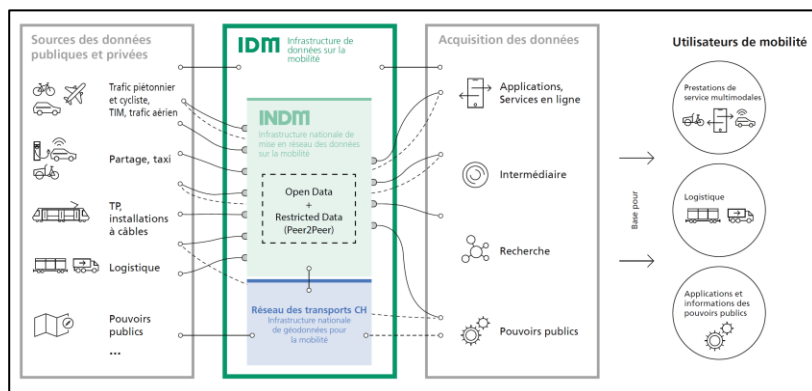 Sources des données
publiques et privées
Trafic piétonnier
et cycliste,
TIM, trafic aérien
Partage, taxi
TP,
installations
à câbles
Logistique
Pouvoirs
publics
...
IDM Infrastructure de
données sur la
mobilité
INDM
Infrastructure nationale de
mise en réseau des données
sur la mobilité
Open Data
+
Restricted Data
(Peer2Peer)
Réseau des transports CH
Infrastructure nationale
de géodonnées pour
la mobilité
Acquisition des données
Applications,
Services en ligne
Intermédiaire
Recherche
Pouvoirs publics
Base pour
Utilisateurs de mobilité
Prestations de
service multimodales
Logistique
Applications et
informations des
pouvoirs publics